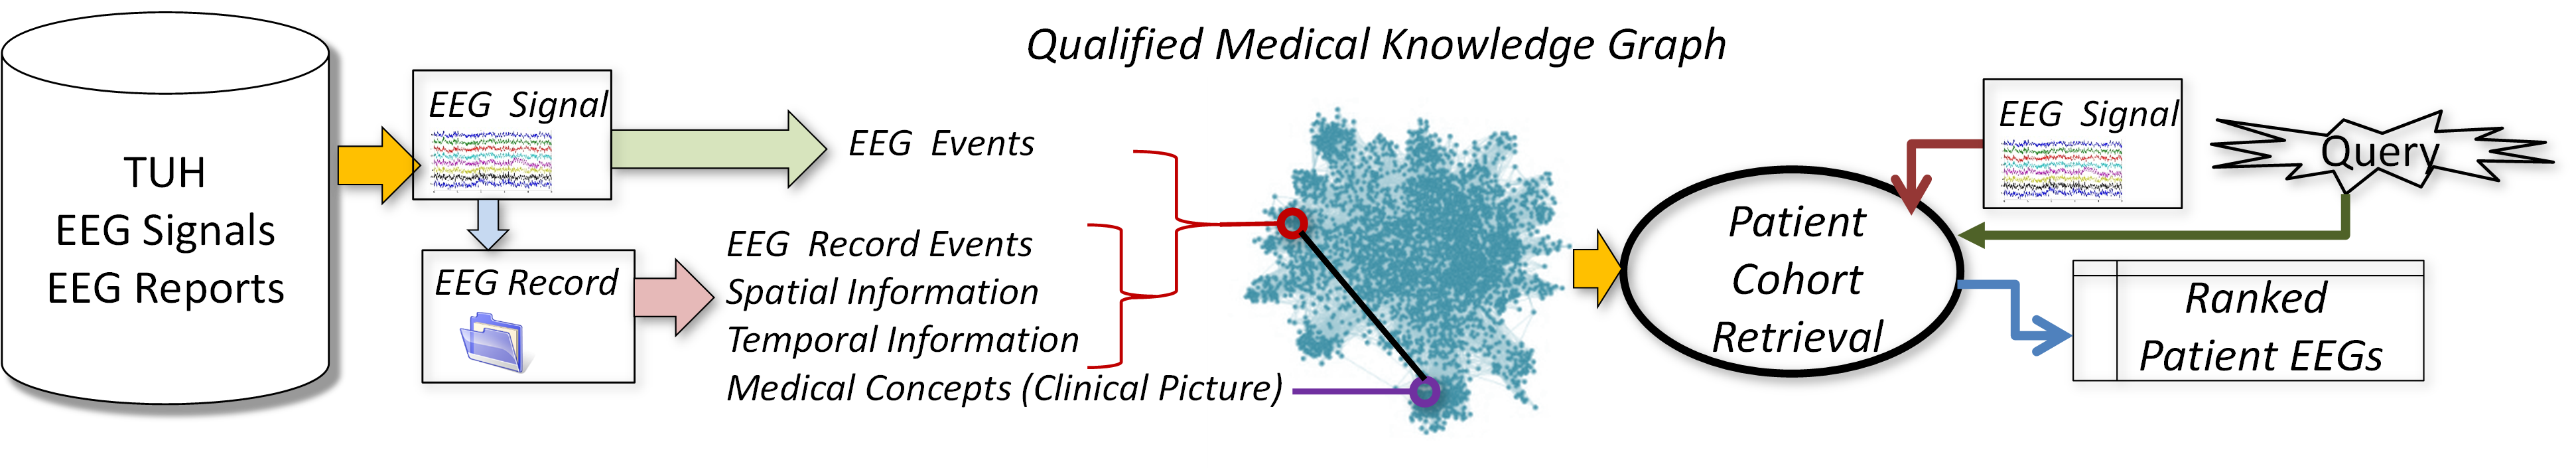 Qualified Medical Knowledge Graph
TUH
EEG Signals
EEG Reports
EEG Signal
EEG Record
EEG Events
EEG Record Events
Spatial Information
Temporal Information
Medical Concepts (Clinical Picture)
Patient
Cohort
Retrieval
EEG Signal
Query
Ranked
Patient EEGs